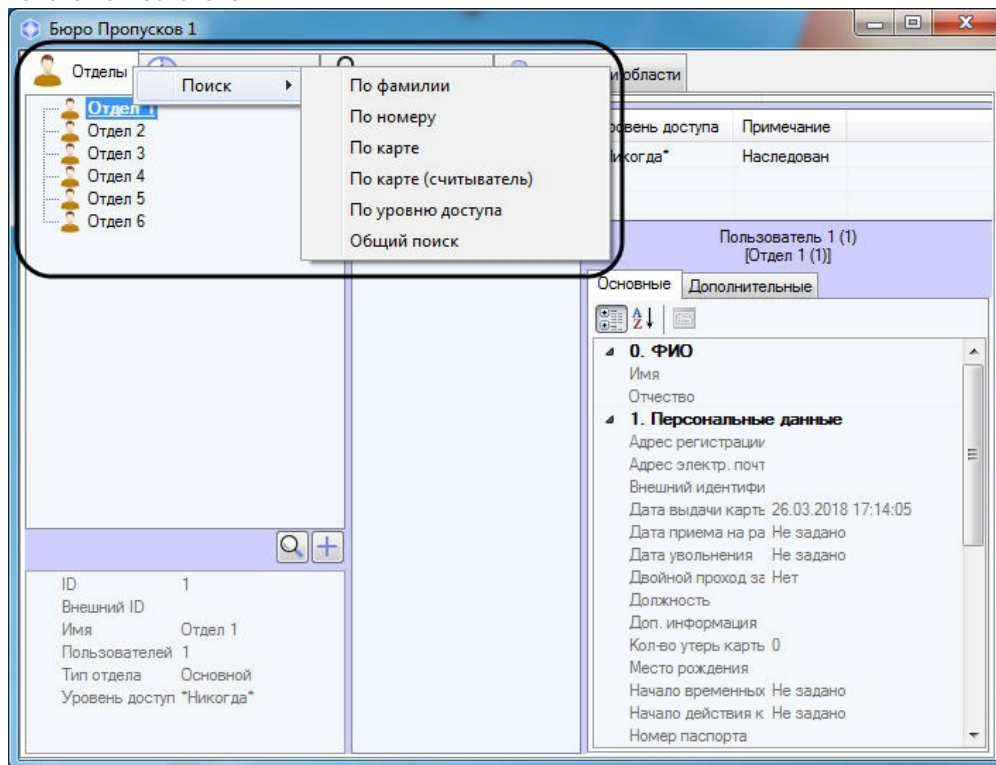 Бюро Пропусков 1
Отделы
области
Поиск
По фамилии
По номеру
По карте
По карте (считыватель)
По уровню доступа
Общий поиск
Отдел 1
Отдел 2
Отдел 3
Отдел 4
Отдел 5
Отдел 6
доступа Примечание
Наследован
Пользователь 1 (1)
[Отдел 1 (1)]
Основные Дополнительные
0. ФИО
Имя
Отчество
1. Персональные данные
Адрес регистрации
Адрес электр. почт
Внешний идентифи
Дата выдачи карть 26.03.2018 17:14:05
Дата приема на ра Не задано
Дата увольнения Не задано
Двойной проход за Нет
Должность
Доп. информация
Кол-во утерь карть 0
Место рождения
Начало временных Не задано
Начало действия к Не задано
Номер паспорта
ID 1
Внешний ID
Имя Отдел 1
Пользователей 1
Тип отдела Основной
Уровень доступ *Никогда*